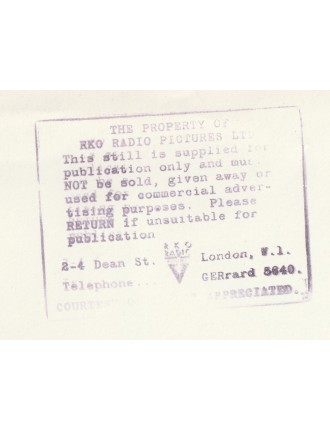 THE PROPERTY OF
RKO RADIO PICTURES
This still is supplied for
publication only and
NOT be sold, given away or
used for commercial adver-
tising purposes. Please
RETURN if unsuitable for
publication
RKO
RADIO
2-4 Dean St. London, W.1.
Telephone... GERrard 5640.
APPRECIATED.